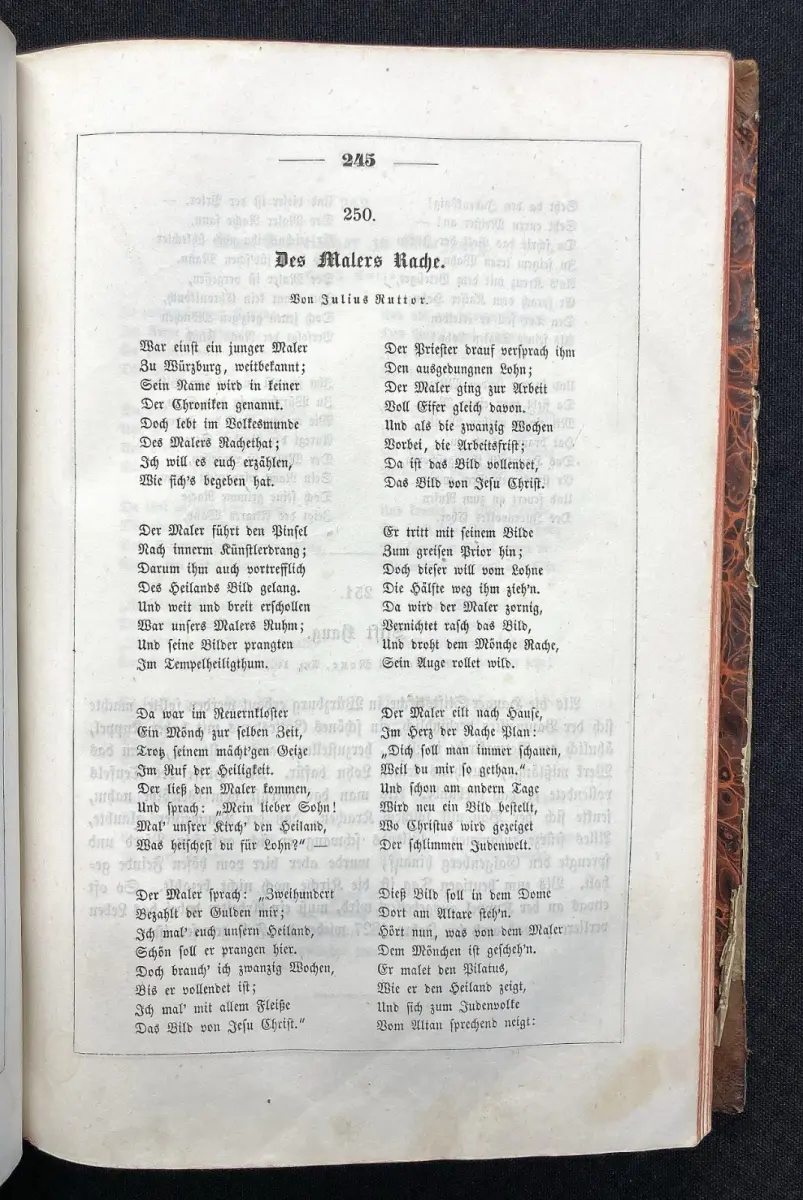 245
250.
Des Malers Rache.
Von Julius Ruttor.
War einst ein junger Maler
Zu Würzburg, weitbekannt;
Sein Name wird in keiner
Der Chroniken genannt.
Doch lebt im Volkesmunde
Des Malers Rachethat;
Ich will es euch erzählen,
Wie sich's begeben hat.
Der Maler führt den Pinsel
Nach innerm Künstlerdrang;
Darum ihm auch vortrefflich
Des Heilands Bild gelang.
Und weit und breit erschollen
War unsers Malers Ruhm;
Und seine Bilder prangten
Im Tempelheiligthum.
Da war im Reuernkloster
Ein Mönch zur selben Zeit,
Trotz seinem mächt'gen Geize
Im Ruf der Heiligkeit.
Der ließ den Maler kommen,
Und sprach: „Mein lieber Sohn!
Mal' unsrer Kirch' den Heiland,
Was heischest du für Lohn?" —
Der Maler sprach: „Zweihundert
Bezahlt der Gulden mir;
Ich mal' euch unsern Heiland,
Schön soll er prangen hier.
Doch brauch' ich zwanzig Wochen,
Bis er vollendet ist;
Ich mal' mit allem Fleiße
Das Bild von Jesu Christ."
Der Priester drauf versprach ihm
Den ausgedungnen Lohn;
Der Maler ging zur Arbeit
Voll Eifer gleich davon.
Und als die zwanzig Wochen
Vorbei, die Arbeitsfrist;
Da ist das Bild vollendet,
Das Bild von Jesu Christ.
Er tritt mit seinem Bilde
Zum greisen Prior hin;
Doch dieser will vom Lohne
Die Hälfte weg ihm zieh'n.
Da wird der Maler zornig,
Vernichtet rasch das Bild,
Und droht dem Mönche Rache,
Sein Auge rollet wild.
Der Maler eilt nach Hause,
Im Herz der Rache Plan:
„Dich soll man immer schauen,
Weil du mir so gethan."
Und schon am andern Tage
Wird neu ein Bild bestellt,
Wo Christus wird gezeiget
Der schlimmen Judenwelt.
Dieß Bild soll in dem Dome
Dort am Altare steh'n.
Hört nun, was von dem Maler
Dem Mönchen ist gescheh'n.
Er malet den Pilatus,
Wie er den Heiland zeigt,
Und sich zum Judenvolke
Vom Altan sprechend neigt: